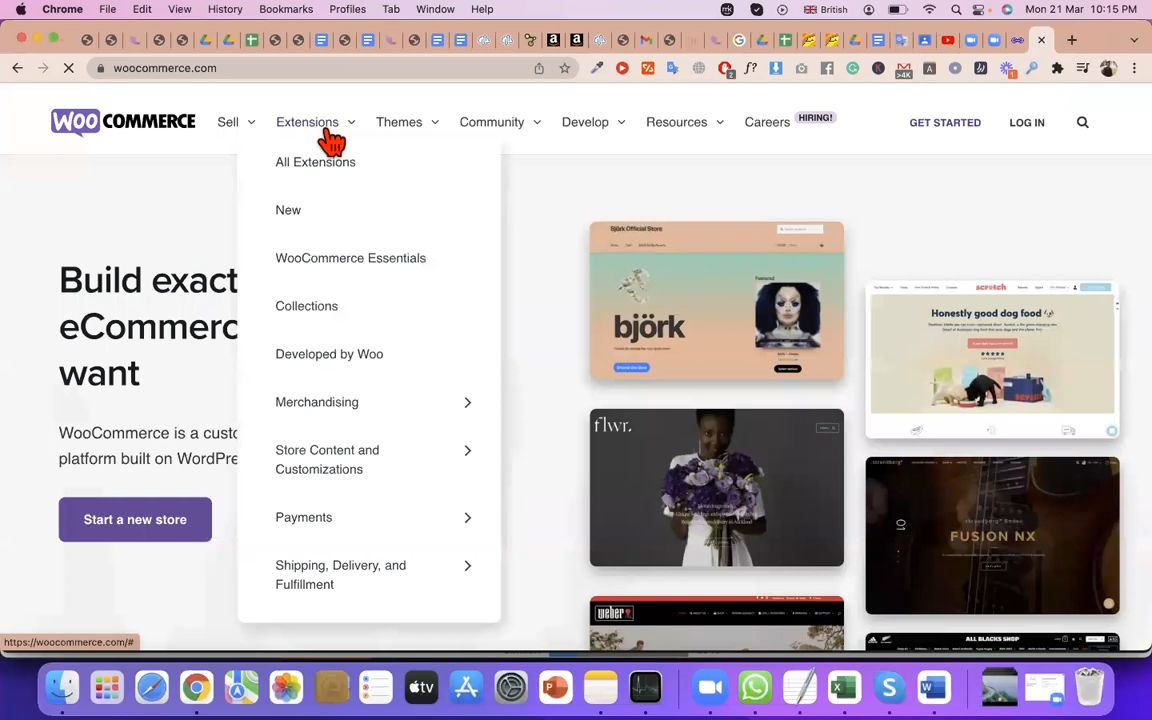 Chrome File Edit View History Bookmarks Profiles Tab Window Help British Mon 21 Mar 10:15 PM
woocommerce.com
WOO COMMERCE Sell Extensions Themes Community Develop Resources Careers HIRING! GET STARTED LOG IN
All Extensions
New
WooCommerce Essentials
Collections
Developed by Woo
Merchandising
Store Content and
Customizations
Payments
Shipping, Delivery, and
Fulfillment
Build exact
eCommerc
want
WooCommerce is a custo
platform built on WordPre
Start a new store
Björk Official Store
Featured
björk
scratch
Honestly good dog food
flwr.
FUSION NX
weber
ALL BLACKS SHOP
https://woocommerce.com/#